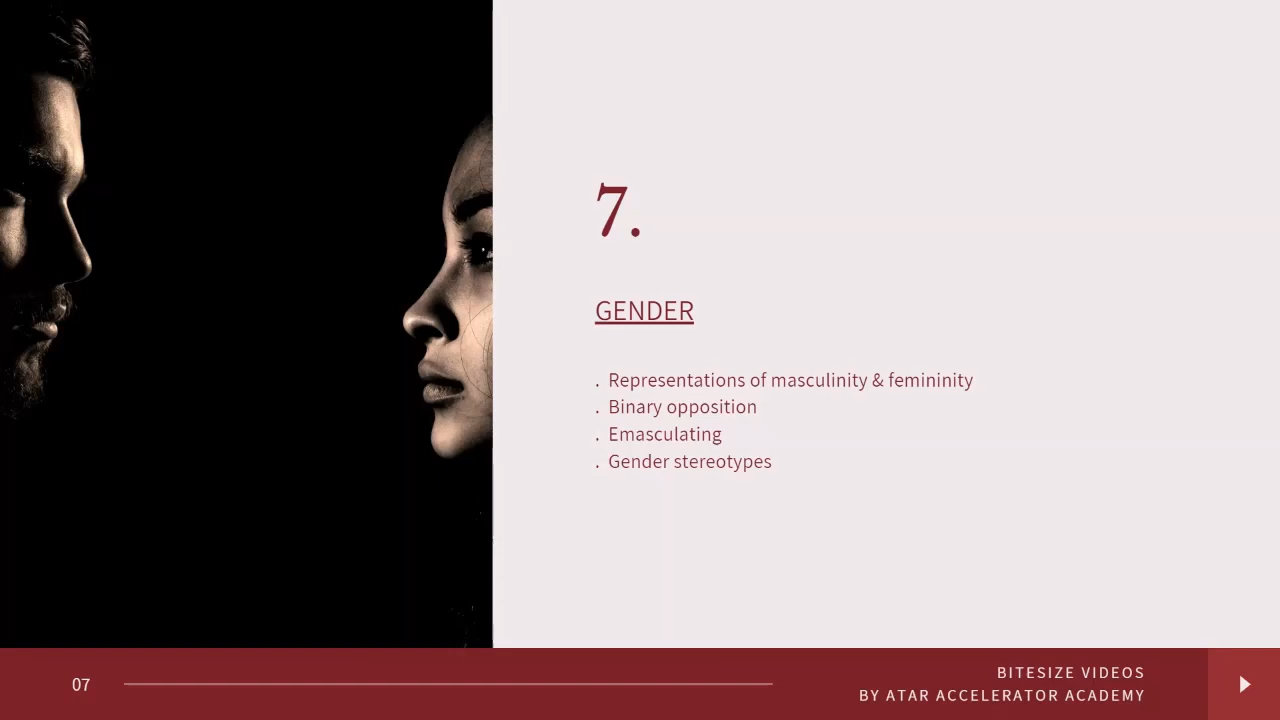 7.
GENDER
. Representations of masculinity & femininity
. Binary opposition
. Emasculating
. Gender stereotypes
07
BITESIZE VIDEOS
BY ATAR ACCELERATOR ACADEMY